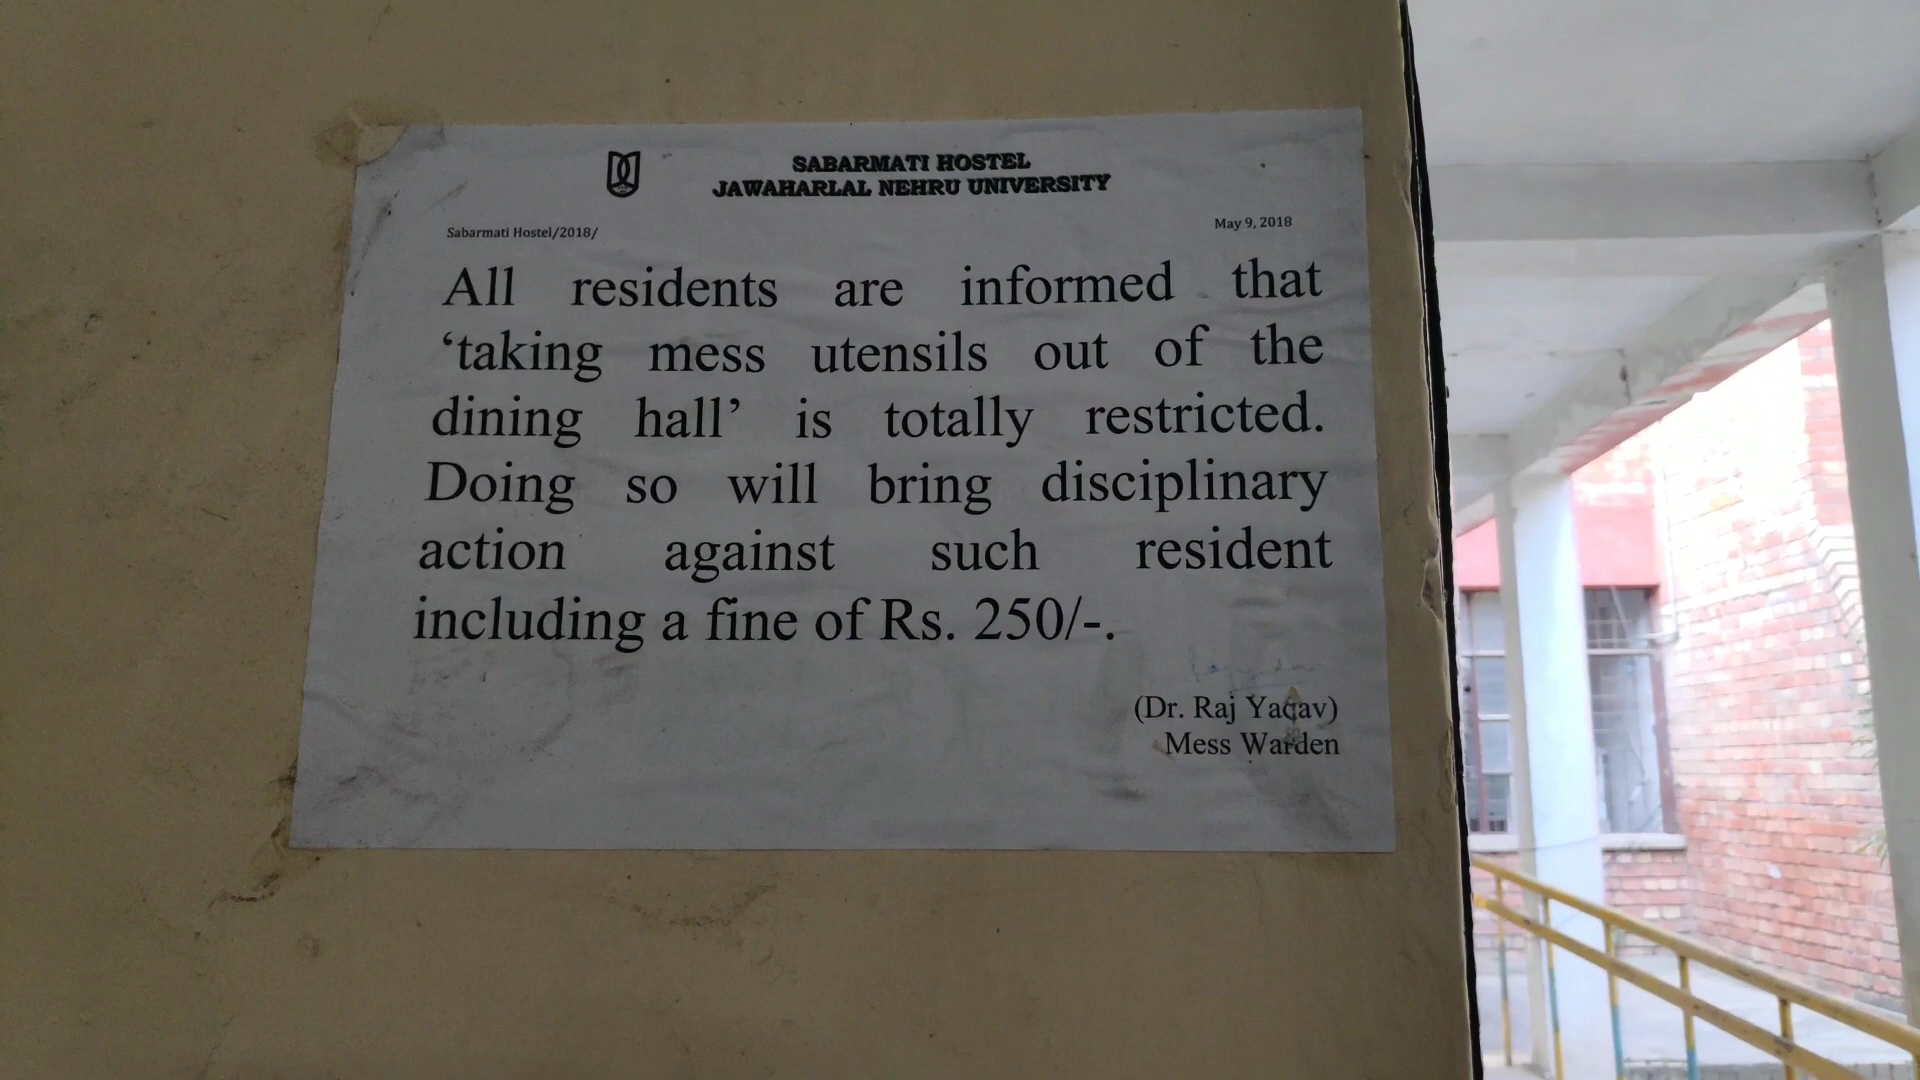 SABARMATI HOSTEL
JAWAHARLAL NEHRU UNIVERSITY
Sabarmati Hostel/2018/
May 9, 2018
All residents are informed that
‘taking mess utensils out of the
dining hall’ is totally restricted.
Doing so will bring disciplinary
action against such resident
including a fine of Rs. 250/-.
(Dr. Raj Yadav)
Mess Warden